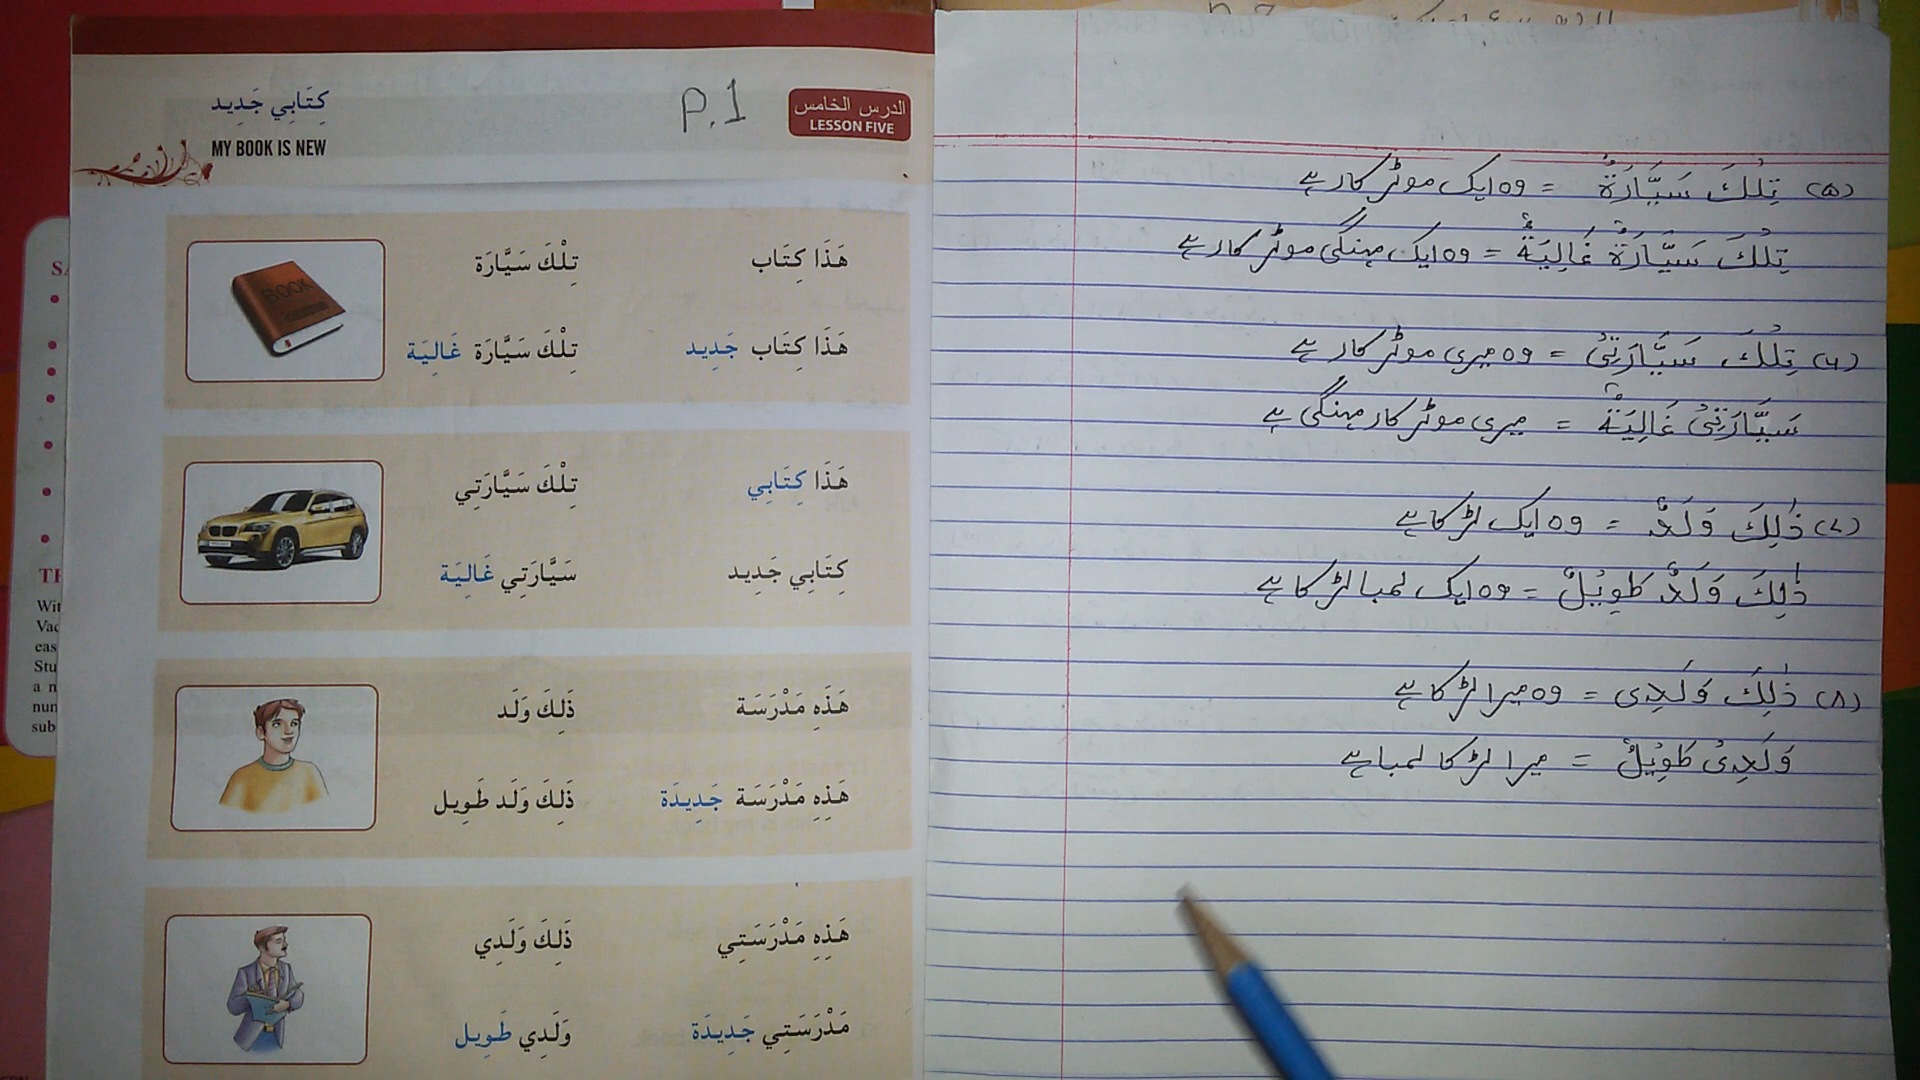 كِتَابِي جَدِيد
MY BOOK IS NEW
P.1
الدرس الخامس
LESSON FIVE
هَذَا كِتَاب
تِلْكَ سَيَّارَة
هَذَا كِتَاب جَدِيد
تِلْكَ سَيَّارَة غَالِيَة
BOOK
هَذَا كِتَابِي
تِلْكَ سَيَّارَتِي
كِتَابِي جَدِيد
سَيَّارَتِي غَالِيَة
هَذِهِ مَدْرَسَة
ذَلِكَ وَلَد
هَذِهِ مَدْرَسَة جَدِيدَة
ذَلِكَ وَلَد طَوِيل
هَذِهِ مَدْرَسَتِي
ذَلِكَ وَلَدِي
مَدْرَسَتِي جَدِيدَة
وَلَدِي طَوِيل
(۵) تِلْكَ سَيَّارَةٌ = وہ ایک موٹر کار ہے
تِلْكَ سَيَّارَةٌ غَالِيَةٌ = وہ ایک مہنگی موٹر کار ہے
(۶) تِلْكَ سَيَّارَتِیْ = وہ میری موٹر کار ہے
سَيَّارَتِیْ غَالِيَةٌ = میری موٹر کار مہنگی ہے
(۷) ذٰلِكَ وَلَدٌ = وہ ایک لڑکا ہے
ذٰلِكَ وَلَدٌ طَوِيْلٌ = وہ ایک لمبا لڑکا ہے
(۸) ذٰلِكَ وَلَدِی = وہ میرا لڑکا ہے
وَلَدِیْ طَوِيْلٌ = میرا لڑکا لمبا ہے